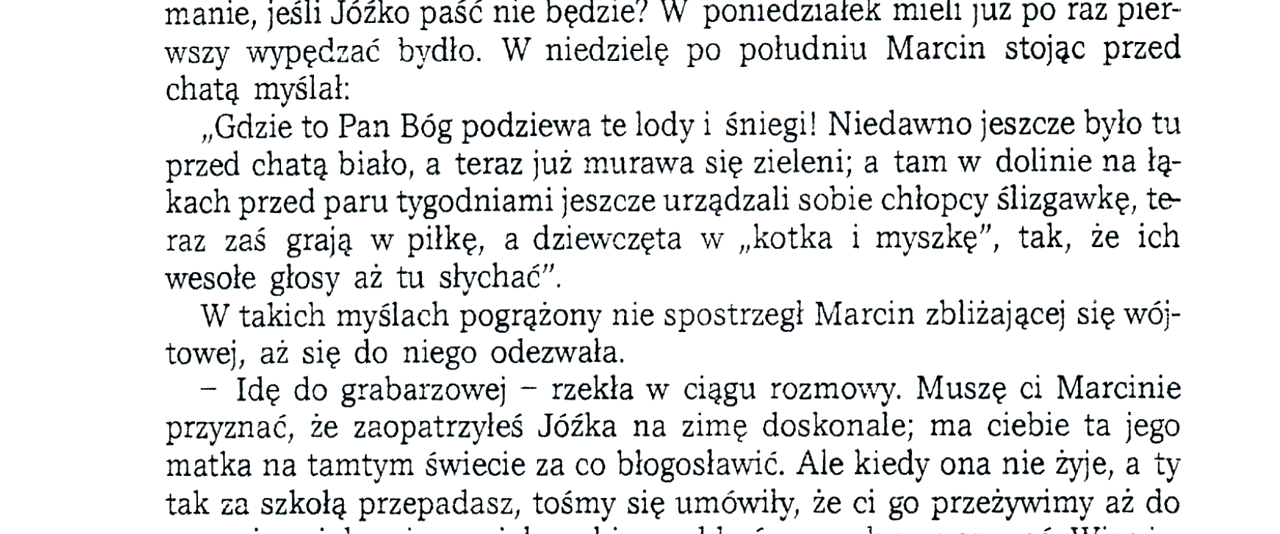 manie, jeśli Jóźko paść nie będzie? W poniedziałek mieli już po raz pier-
wszy wypędzać bydło. W niedzielę po południu Marcin stojąc przed
chatą myślał:
„Gdzie to Pan Bóg podziewa te lody i śniegi! Niedawno jeszcze było tu
przed chatą biało, a teraz już murawa się zieleni; a tam w dolinie na łą-
kach przed paru tygodniami jeszcze urządzali sobie chłopcy ślizgawkę, te-
raz zaś grają w piłkę, a dziewczęta w „kotka i myszkę”, tak, że ich
wesołe głosy aż tu słychać”.
W takich myślach pogrążony nie spostrzegł Marcin zbliżającej się wój-
towej, aż się do niego odezwała.
– Idę do grabarzowej – rzekła w ciągu rozmowy. Muszę ci Marcinie
przyznać, że zaopatrzyłeś Jóźka na zimę doskonale; ma ciebie ta jego
matka na tamtym świecie za co błogosławić. Ale kiedy ona nie żyje, a ty
tak za szkołą przepadasz, tośmy się umówiły, że ci go przeżywimy aż do